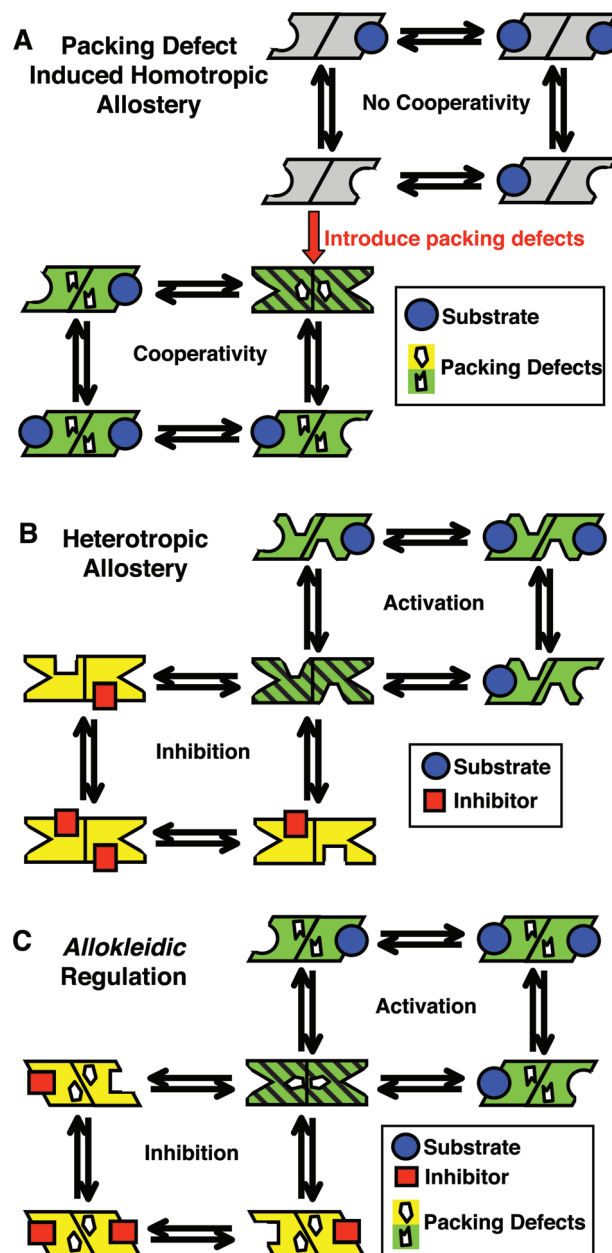 A
Packing Defect
Induced Homotropic
Allostery
No Cooperativity
Introduce packing defects
Cooperativity
Substrate
Packing Defects
B
Heterotropic
Allostery
Activation
Inhibition
Substrate
Inhibitor
C
Allokleidic
Regulation
Activation
Inhibition
Substrate
Inhibitor
Packing Defects